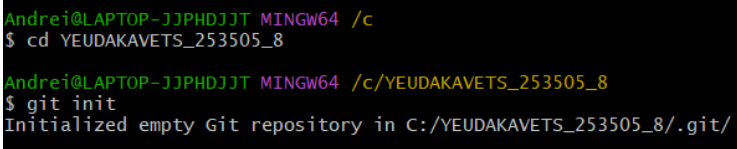 Andrei@LAPTOP-JJPHDJJT MINGW64 /c
$ cd YEUDAKAVETS_253505_8
Andrei@LAPTOP-JJPHDJJT MINGW64 /c/YEUDAKAVETS_253505_8
$ git init
Initialized empty Git repository in C:/YEUDAKAVETS_253505_8/.git/